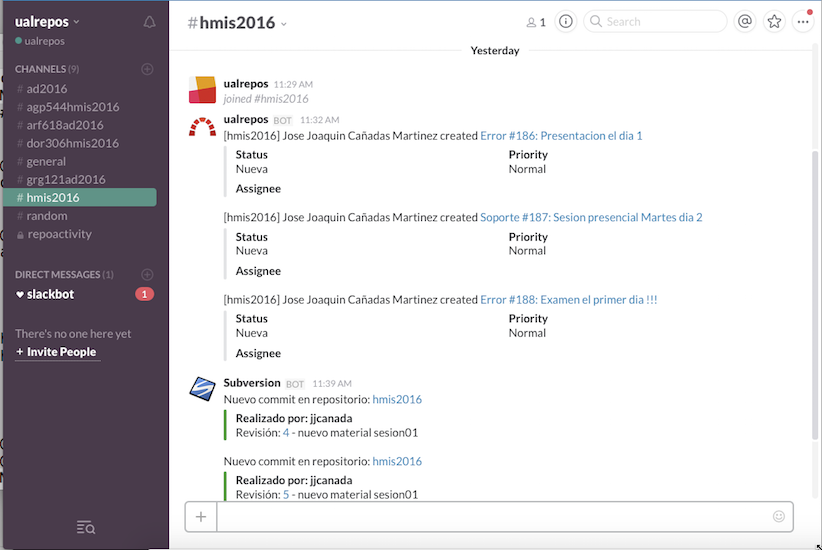 ualrepos
ualrepos
CHANNELS (9)
# ad2016
# agp544hmis2016
# arf618ad2016
# dor306hmis2016
# general
# grg121ad2016
# hmis2016
# random
repoactivity
DIRECT MESSAGES (1)
slackbot 1
There's no one here yet
+ Invite People
#hmis2016
1
Search
Yesterday
ualrepos 11:29 AM
joined #hmis2016
ualrepos BOT 11:32 AM
[hmis2016] Jose Joaquin Cañadas Martinez created Error #186: Presentacion el dia 1
Status Priority
Nueva Normal
Assignee
[hmis2016] Jose Joaquin Cañadas Martinez created Soporte #187: Sesion presencial Martes dia 2
Status Priority
Nueva Normal
Assignee
[hmis2016] Jose Joaquin Cañadas Martinez created Error #188: Examen el primer dia !!!
Status Priority
Nueva Normal
Assignee
Subversion BOT 11:39 AM
Nuevo commit en repositorio: hmis2016
Realizado por: jjcanada
Revisión: 4 - nuevo material sesion01
Nuevo commit en repositorio: hmis2016
Realizado por: jjcanada
Revisión: 5 - nuevo material sesion01